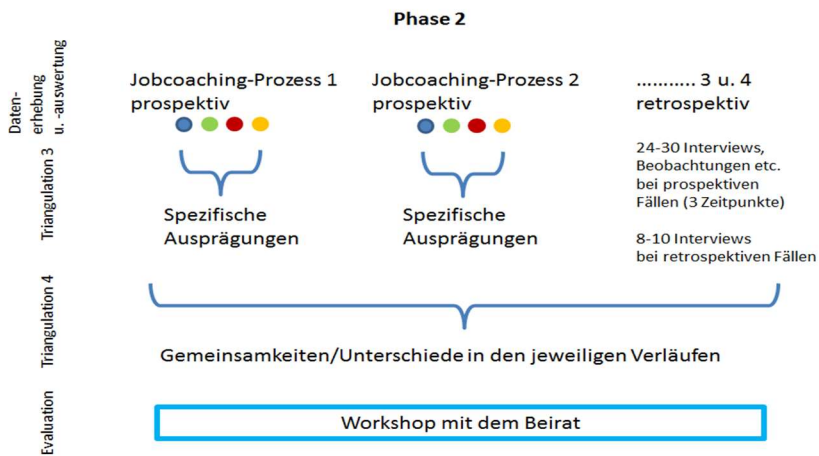 Phase 2
Daten-
erhebung
u. -auswertung
Jobcoaching-Prozess 1
prospektiv
Jobcoaching-Prozess 2
prospektiv
........... 3 u. 4
retrospektiv
Triangulation 3
Spezifische
Ausprägungen
Spezifische
Ausprägungen
24-30 Interviews,
Beobachtungen etc.
bei prospektiven
Fällen (3 Zeitpunkte)
8-10 Interviews
bei retrospektiven Fällen
Triangulation 4
Gemeinsamkeiten/Unterschiede in den jeweiligen Verläufen
Evaluation
Workshop mit dem Beirat